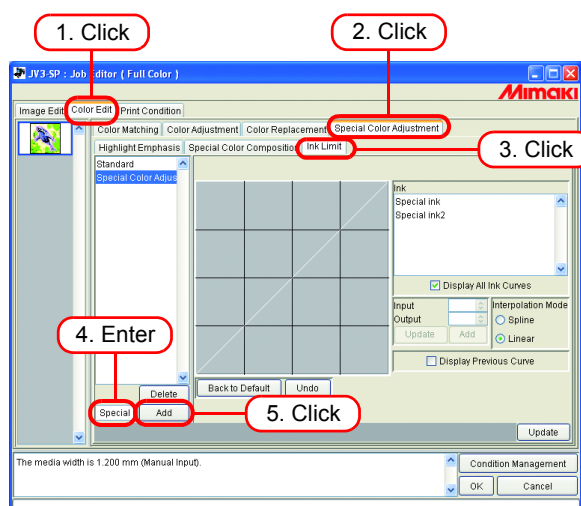 1. Click
2. Click
JV3-SP : Job Editor ( Full Color )
Mimaki
Image Edit Color Edit Print Condition
Color Matching Color Adjustment Color Replacement Special Color Adjustment
Highlight Emphasis Special Color Composition Ink Limit
3. Click
Standard
Special Color Adjus
Ink
Special ink
Special ink2
Display All Ink Curves
Input
Output
Update Add
Interpolation Mode
Spline
Linear
4. Enter
Display Previous Curve
Delete
Back to Default Undo
Special Add
5. Click
Update
The media width is 1.200 mm (Manual Input).
Condition Management
OK Cancel